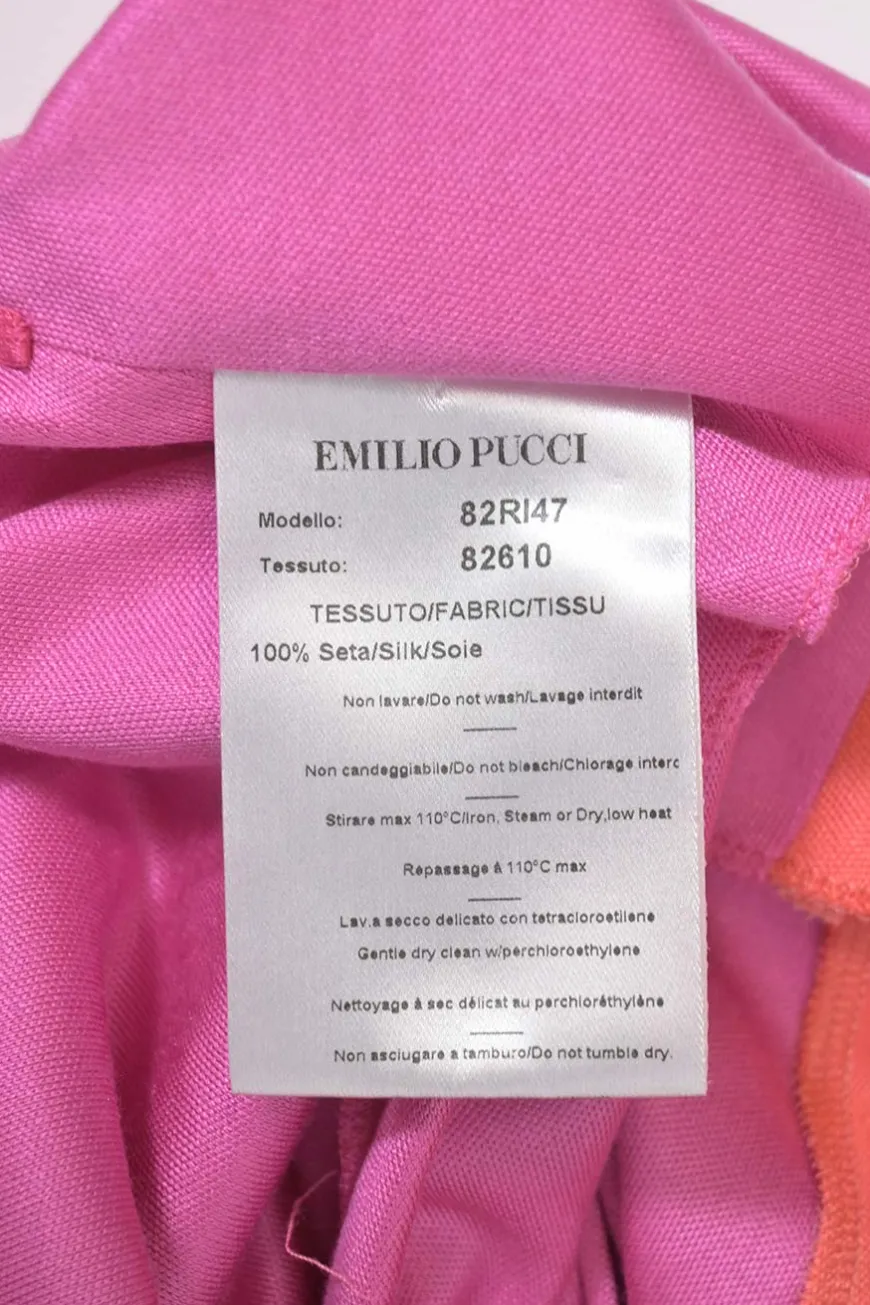 EMILIO PUCCI
Modello: 82RI47
Tessuto: 82610
TESSUTO/FABRIC/TISSU
100% Seta/Silk/Soie
Non lavare/Do not wash/Lavage interdit
Non candeggiabile/Do not bleach/Chlorage interc
Stirare max 110°C/Iron, Steam or Dry,low heat
Repassage à 110°C max
Lav.a secco delicato con tetracloroetilene
Gentle dry clean w/perchloroethylene
Nettoyage à sec délicat au perchloréthylène
Non asciugare a tamburo/Do not tumble dry.